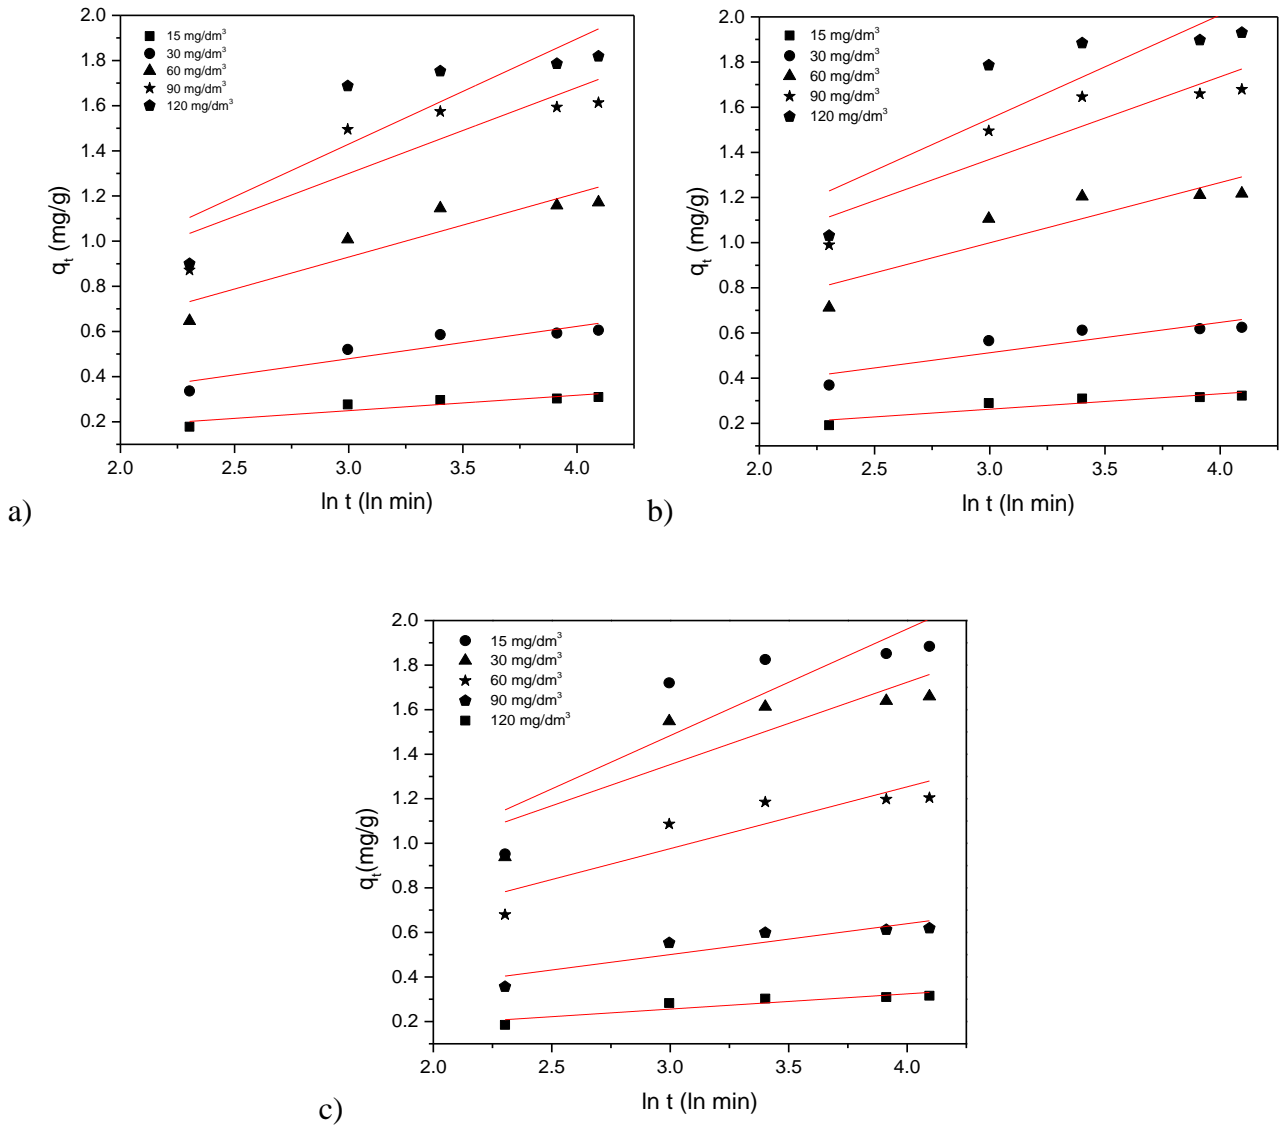 2.0
1.8
1.6
1.4
1.2
1.0
0.8
0.6
0.4
0.2
qt (mg/g)
15 mg/dm³
30 mg/dm³
60 mg/dm³
90 mg/dm³
120 mg/dm³
2.0 2.5 3.0 3.5 4.0
ln t (ln min)
a)
2.0
1.8
1.6
1.4
1.2
1.0
0.8
0.6
0.4
0.2
qt (mg/g)
15 mg/dm³
30 mg/dm³
60 mg/dm³
90 mg/dm³
120 mg/dm³
2.0 2.5 3.0 3.5 4.0
ln t (ln min)
b)
2.0
1.8
1.6
1.4
1.2
1.0
0.8
0.6
0.4
0.2
qt(mg/g)
15 mg/dm³
30 mg/dm³
60 mg/dm³
90 mg/dm³
120 mg/dm³
2.0 2.5 3.0 3.5 4.0
ln t (ln min)
c)